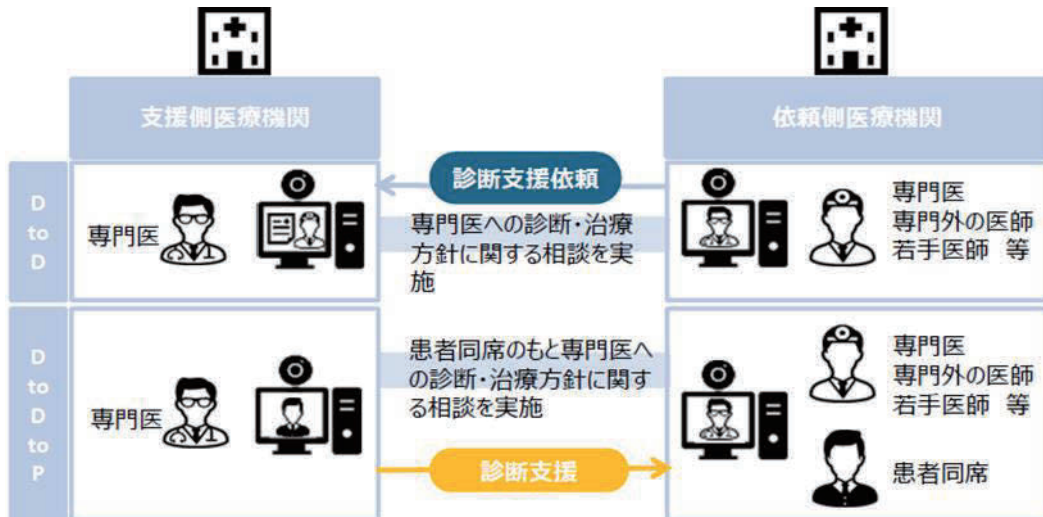 支援側医療機関
依頼側医療機関
D
to
D
専門医
診断支援依頼
専門医への診断・治療
方針に関する相談を実
施
専門医
専門外の医師
若手医師 等
D
to
D
to
P
専門医
患者同席のもと専門医へ
の診断・治療方針に関す
る相談を実施
診断支援
専門医
専門外の医師
若手医師 等
患者同席